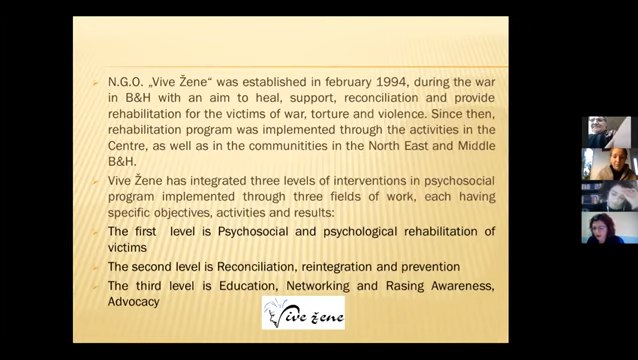 N.G.O. „Vive Žene“ was established in february 1994, during the war
in B&H with an aim to heal, support, reconciliation and provide
rehabilitation for the victims of war, torture and violence. Since then,
rehabilitation program was implemented through the activities in the
Centre, as well as in the communitities in the North East and Middle
B&H.
Vive Žene has integrated three levels of interventions in psychosocial
program implemented through three fields of work, each having
specific objectives, activities and results:
The first level is Psychosocial and psychological rehabilitation of
victims
The second level is Reconciliation, reintegration and prevention
The third level is Education, Networking and Rasing Awareness,
Advocacy
Vive žene